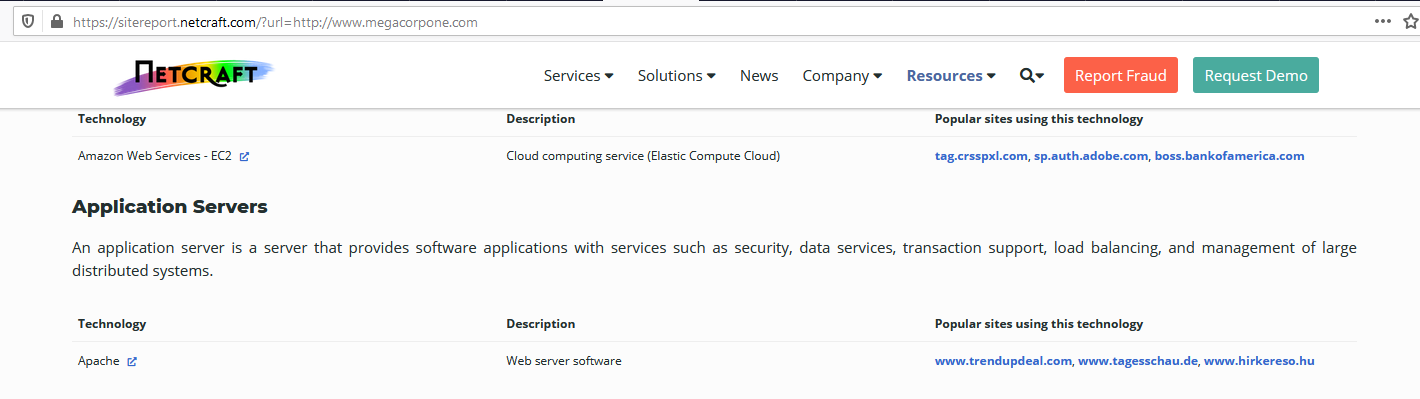 https://sitereport.netcraft.com/?url=http://www.megacorpone.com
NETCRAFT Services Solutions News Company Resources Report Fraud Request Demo
Technology Description Popular sites using this technology
Amazon Web Services - EC2 Cloud computing service (Elastic Compute Cloud) tag.crsspxl.com, sp.auth.adobe.com, boss.bankofamerica.com
Application Servers
An application server is a server that provides software applications with services such as security, data services, transaction support, load balancing, and management of large
distributed systems.
Technology Description Popular sites using this technology
Apache Web server software www.trendupdeal.com, www.tagesschau.de, www.hirkereso.hu